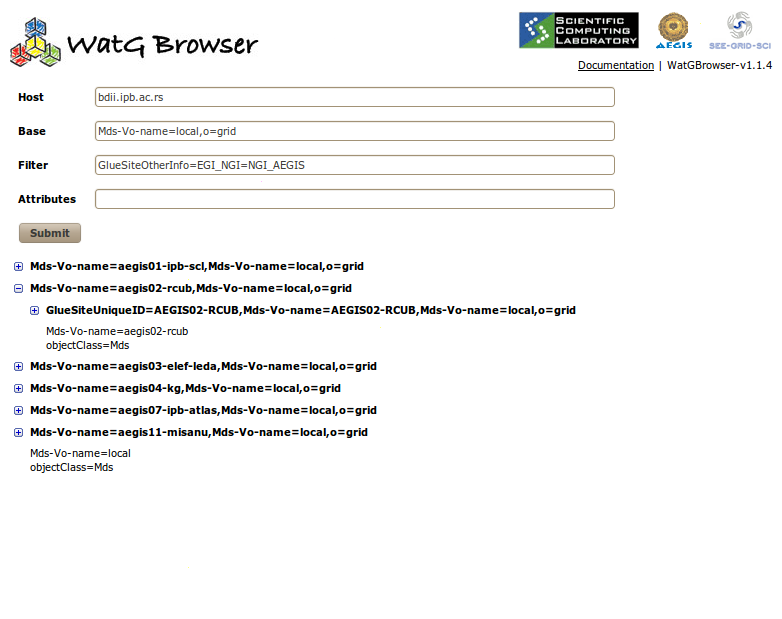 WatG Browser
SCIENTIFIC
COMPUTING
LABORATORY
AEGIS
SEE-GRID-SCI
Documentation | WatGBrowser-v1.1.4
Host bdii.ipb.ac.rs
Base Mds-Vo-name=local,o=grid
Filter GlueSiteOtherInfo=EGI_NGI=NGI_AEGIS
Attributes
Submit
Mds-Vo-name=aegis01-ipb-scl,Mds-Vo-name=local,o=grid
Mds-Vo-name=aegis02-rcub,Mds-Vo-name=local,o=grid
GlueSiteUniqueID=AEGIS02-RCUB,Mds-Vo-name=AEGIS02-RCUB,Mds-Vo-name=local,o=grid
Mds-Vo-name=aegis02-rcub
objectClass=Mds
Mds-Vo-name=aegis03-elef-leda,Mds-Vo-name=local,o=grid
Mds-Vo-name=aegis04-kg,Mds-Vo-name=local,o=grid
Mds-Vo-name=aegis07-ipb-atlas,Mds-Vo-name=local,o=grid
Mds-Vo-name=aegis11-misanu,Mds-Vo-name=local,o=grid
Mds-Vo-name=local
objectClass=Mds